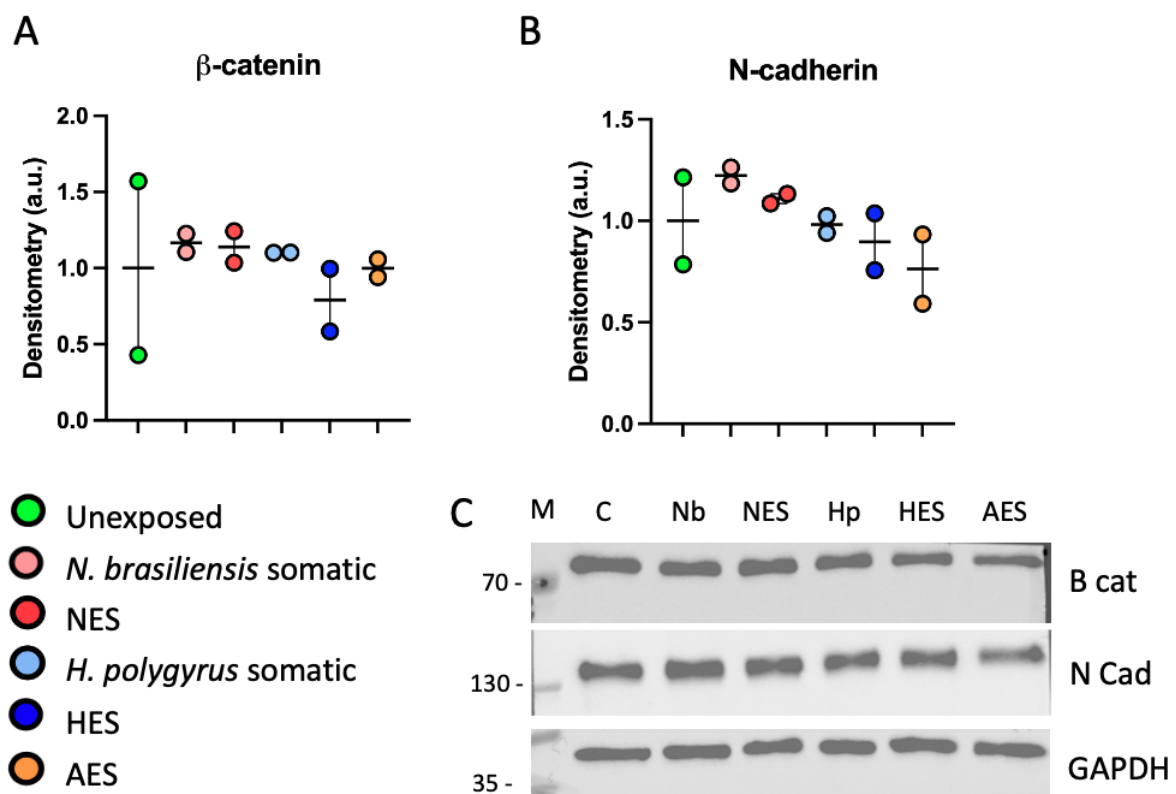 A
β-catenin
Densitometry (a.u.)
2.0
1.5
1.0
0.5
0.0
B
N-cadherin
Densitometry (a.u.)
1.5
1.0
0.5
0.0
Unexposed
N. brasiliensis somatic
NES
H. polygyrus somatic
HES
AES
C
M C Nb NES Hp HES AES
70 - B cat
130 - N Cad
35 - GAPDH